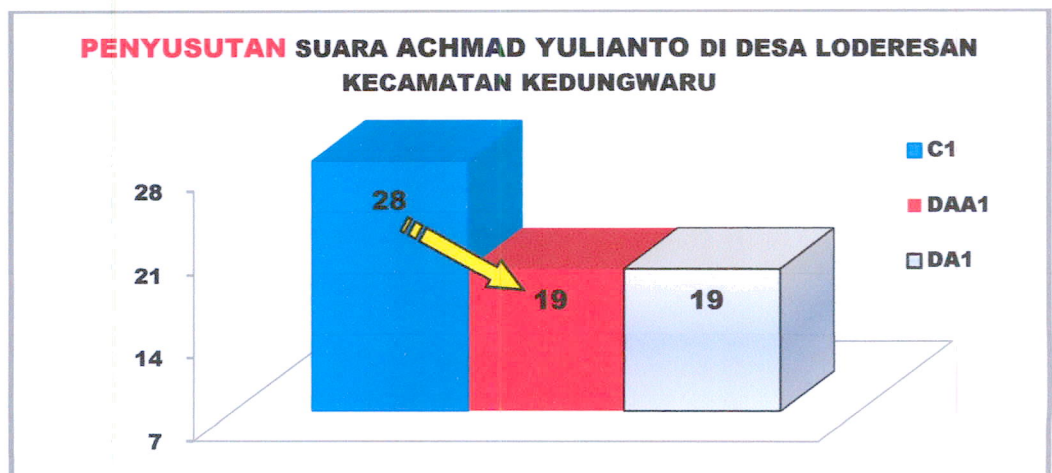 PENYUSUTAN SUARA ACHMAD YULIANTO DI DESA LODERESAN
KECAMATAN KEDUNGWARU
28
21
14
7
28
19
19
C1
DAA1
DA1